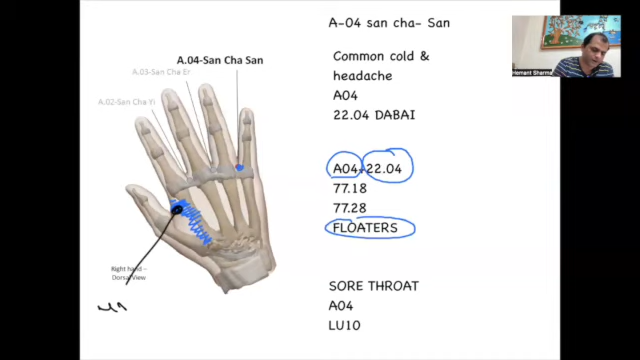 A-04 san cha- San
Common cold &
headache
A04
22.04 DABAI
A04+22.04
77.18
77.28
FLOATERS
SORE THROAT
A04
LU10
A.04-San Cha San
A.03-San Cha Er
A.02-San Cha Yi
Right hand –
Dorsal View
Hemant Sharma